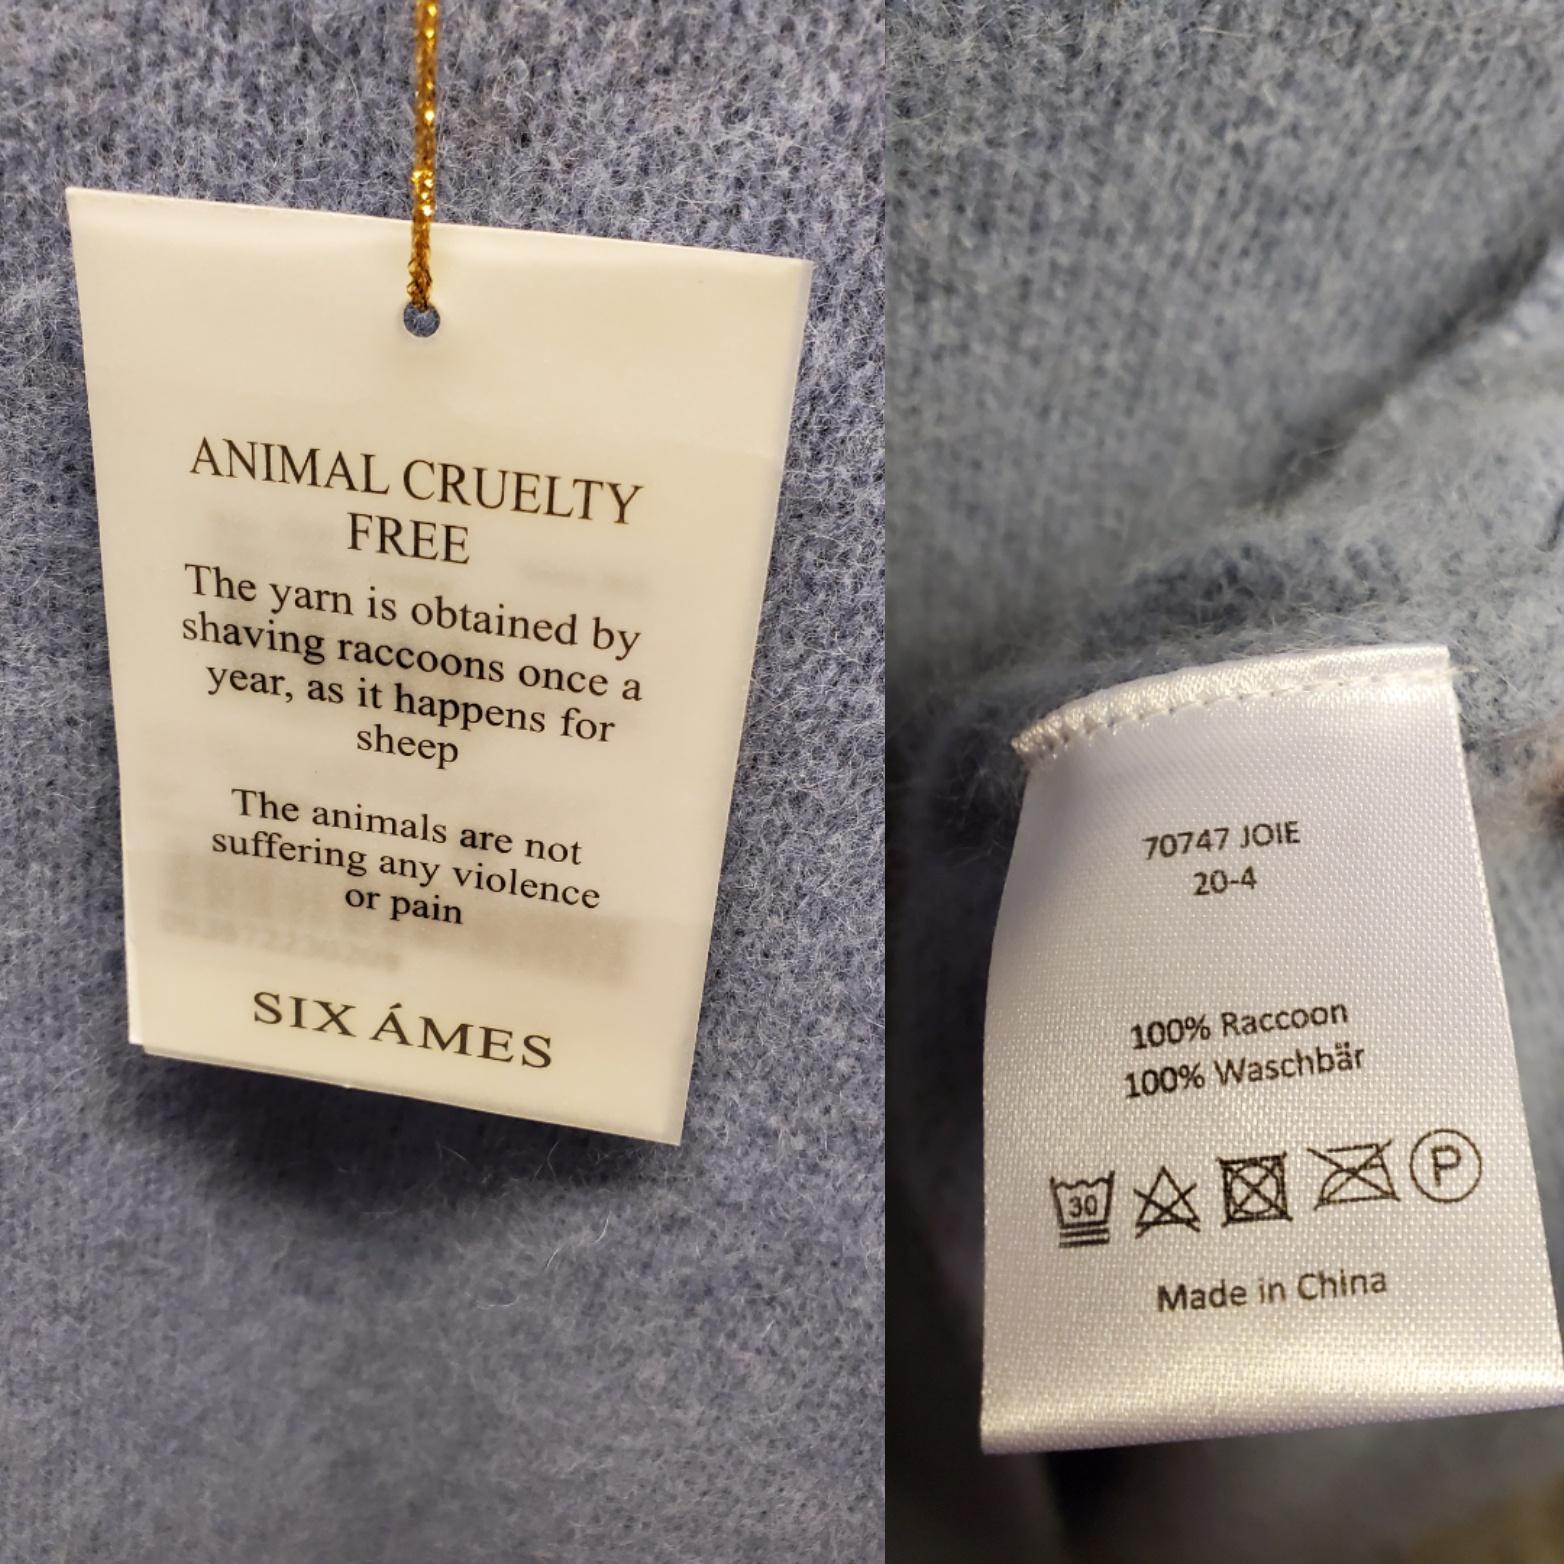 ANIMAL CRUELTY
FREE
The yarn is obtained by
shaving raccoons once a
year, as it happens for
sheep
The animals are not
suffering any violence
or pain
SIX ÁMES
70747 JOIE
20-4
100% Raccoon
100% Waschbär
30
P
Made in China